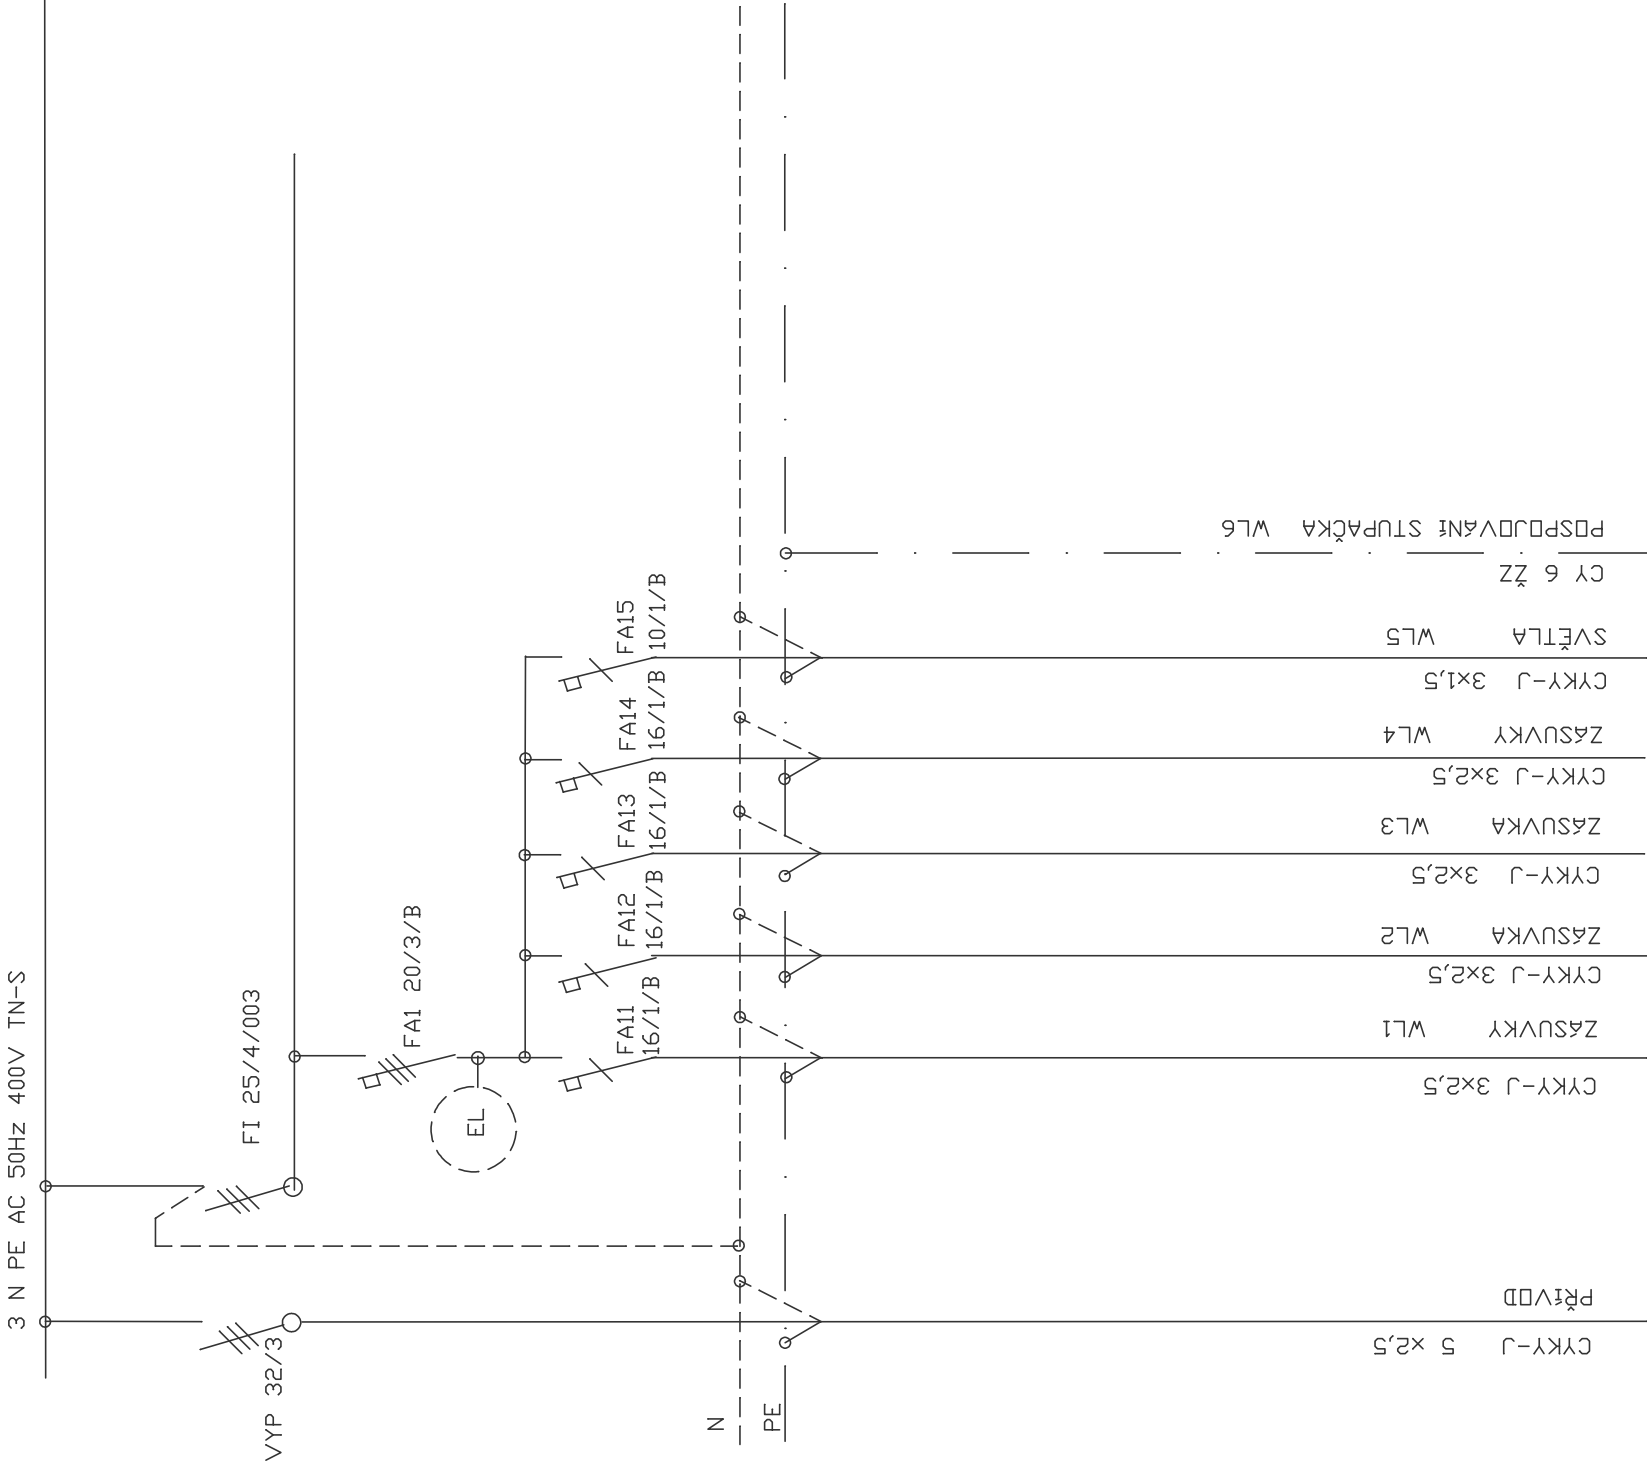 3 N PE AC 50Hz 400V TN-S
VYP 32/3
FI 25/4/003
FA1 20/3/B
EL
FA11
16/1/B
FA12
16/1/B
FA13
16/1/B
FA14
16/1/B
FA15
10/1/B
N
PE
PŘÍVOD
CYKY-J 5 x2,5
ZÁSUVKY WL1
CYKY-J 3x2,5
ZÁSUVKA WL2
CYKY-J 3x2,5
ZÁSUVKA WL3
CYKY-J 3x2,5
ZÁSUVKY WL4
CYKY-J 3x2,5
SVĚTLA WL5
CYKY-J 3x1,5
POSPOJOVÁNÍ STUPAČKA WL6
CY 6 ŽZ